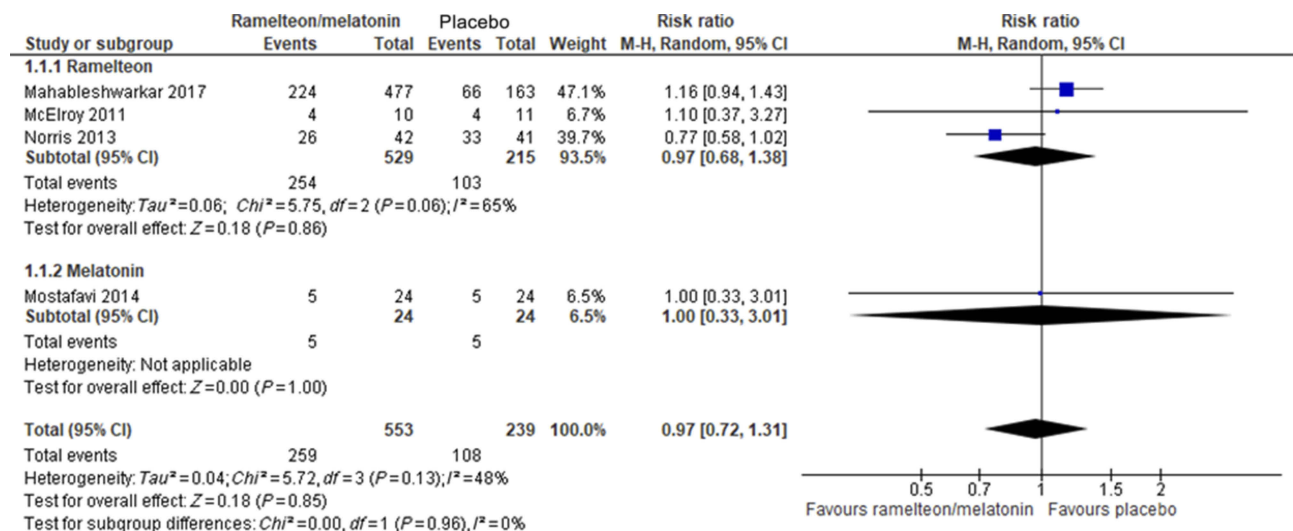 Ramelteon/melatonin Placebo Risk ratio Risk ratio
Study or subgroup Events Total Events Total Weight M-H, Random, 95% CI M-H, Random, 95% CI
1.1.1 Ramelteon
Mahableshwarkar 2017 224 477 66 163 47.1% 1.16 [0.94, 1.43]
McElroy 2011 4 10 4 11 6.7% 1.10 [0.37, 3.27]
Norris 2013 26 42 33 41 39.7% 0.77 [0.58, 1.02]
Subtotal (95% CI) 529 215 93.5% 0.97 [0.68, 1.38]
Total events 254 103
Heterogeneity: Tau²=0.06; Chi²=5.75, df=2 (P=0.06); I²=65%
Test for overall effect: Z=0.18 (P=0.86)
1.1.2 Melatonin
Mostafavi 2014 5 24 5 24 6.5% 1.00 [0.33, 3.01]
Subtotal (95% CI) 24 24 6.5% 1.00 [0.33, 3.01]
Total events 5 5
Heterogeneity: Not applicable
Test for overall effect: Z=0.00 (P=1.00)
Total (95% CI) 553 239 100.0% 0.97 [0.72, 1.31]
Total events 259 108
Heterogeneity: Tau²=0.04; Chi²=5.72, df=3 (P=0.13); I²=48%
Test for overall effect: Z=0.18 (P=0.85)
Test for subgroup differences: Chi²=0.00, df=1 (P=0.96), I²=0%
0.5 0.7 1 1.5 2
Favours ramelteon/melatonin Favours placebo